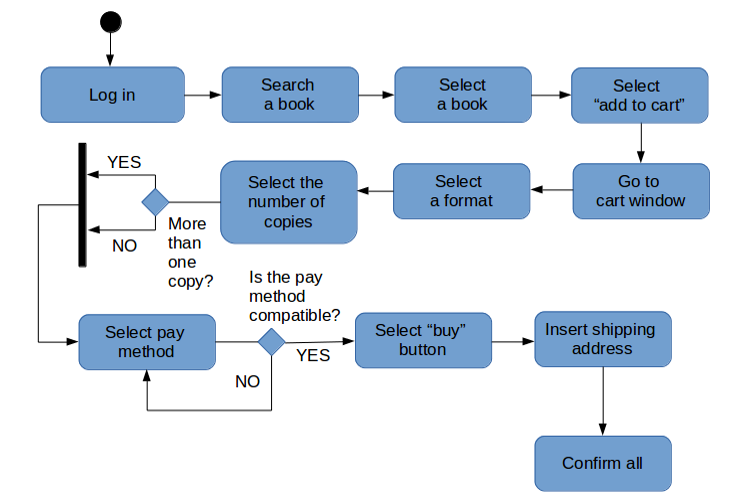 Log in
Search
a book
Select
a book
Select
“add to cart”
Go to
cart window
Select
a format
Select the
number of
copies
More
than
one
copy?
YES
NO
Select pay
method
Is the pay
method
compatible?
YES
NO
Select “buy”
button
Insert shipping
address
Confirm all